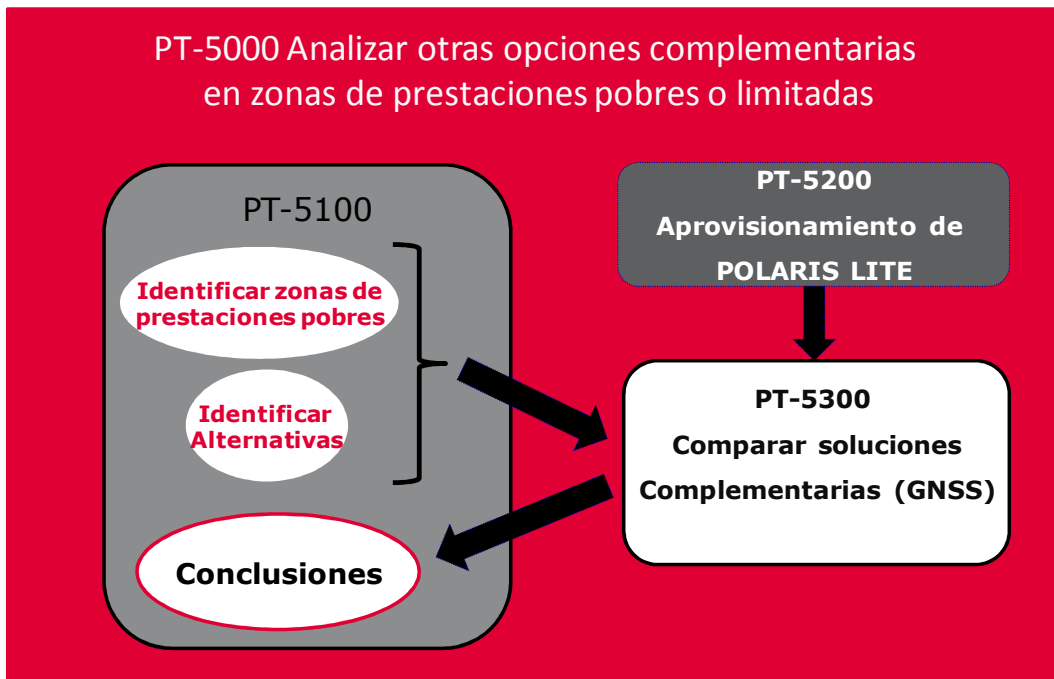 PT-5000 Analizar otras opciones complementarias
en zonas de prestaciones pobres o limitadas
PT-5100
Identificar zonas de
prestaciones pobres
Identificar
Alternativas
Conclusiones
PT-5200
Aprovisionamiento de
POLARIS LITE
PT-5300
Comparar soluciones
Complementarias (GNSS)